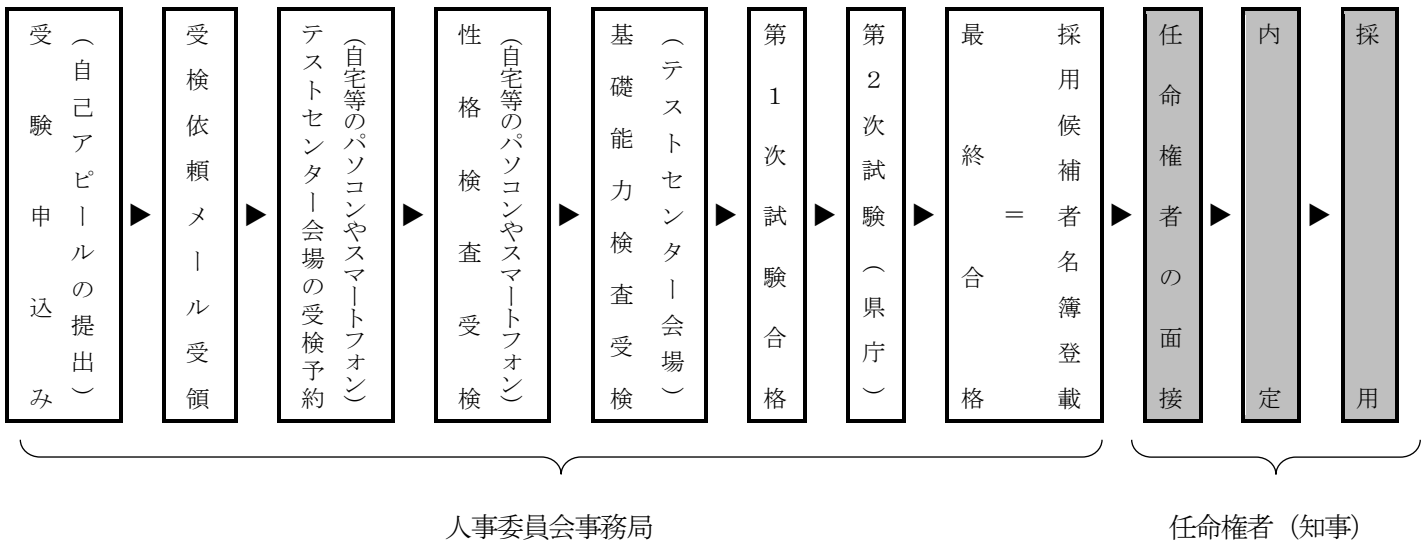 受験申込み
（自己アピールの提出）
受検依頼メール受領
テストセンター会場の受検予約
（自宅等のパソコンやスマートフォン）
性格検査受検
（自宅等のパソコンやスマートフォン）
基礎能力検査受検
（テストセンター会場）
第１次試験合格
第２次試験（県庁）
最終合格
＝
採用候補者名簿登載
任命権者の面接
内定
採用
人事委員会事務局
任命権者（知事）